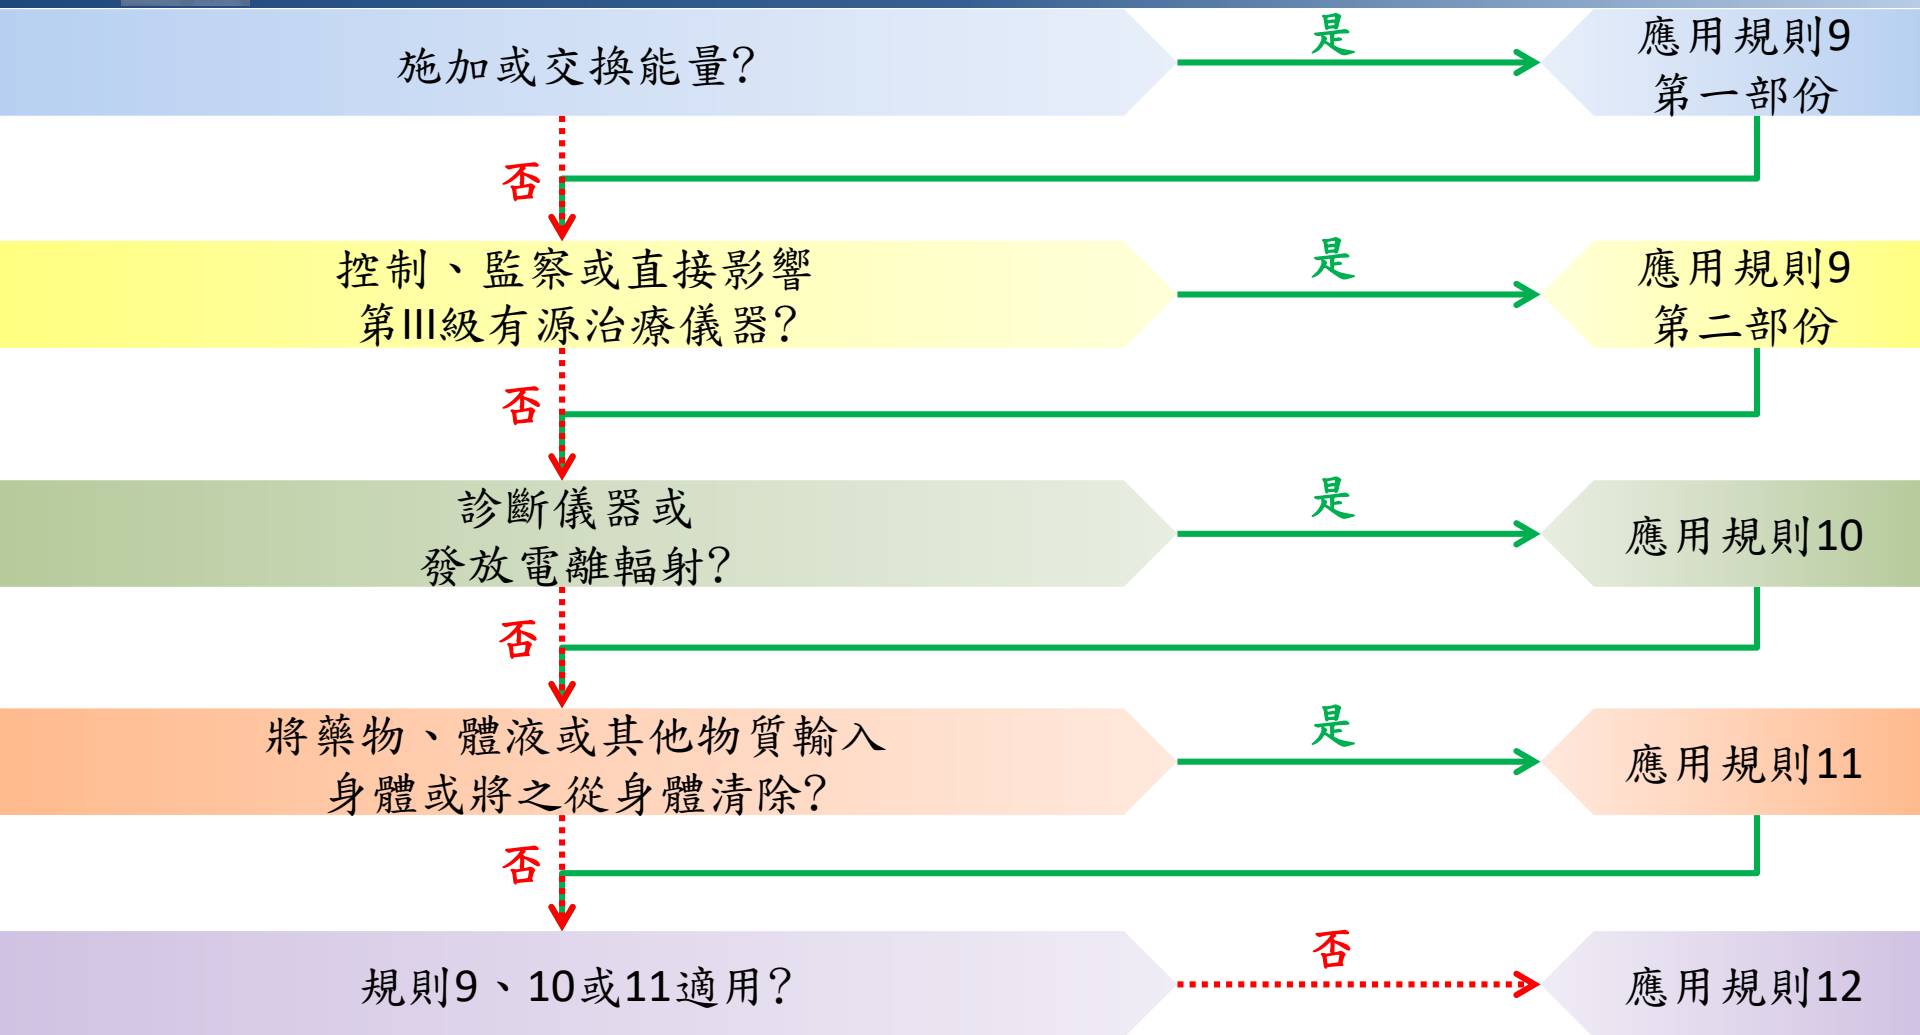 施加或交換能量?
是
應用規則9
第一部份
否
控制、監察或直接影響
第III級有源治療儀器?
是
應用規則9
第二部份
否
診斷儀器或
發放電離輻射?
是
應用規則10
否
將藥物、體液或其他物質輸入
身體或將之從身體清除?
是
應用規則11
否
規則9、10或11適用?
否
應用規則12